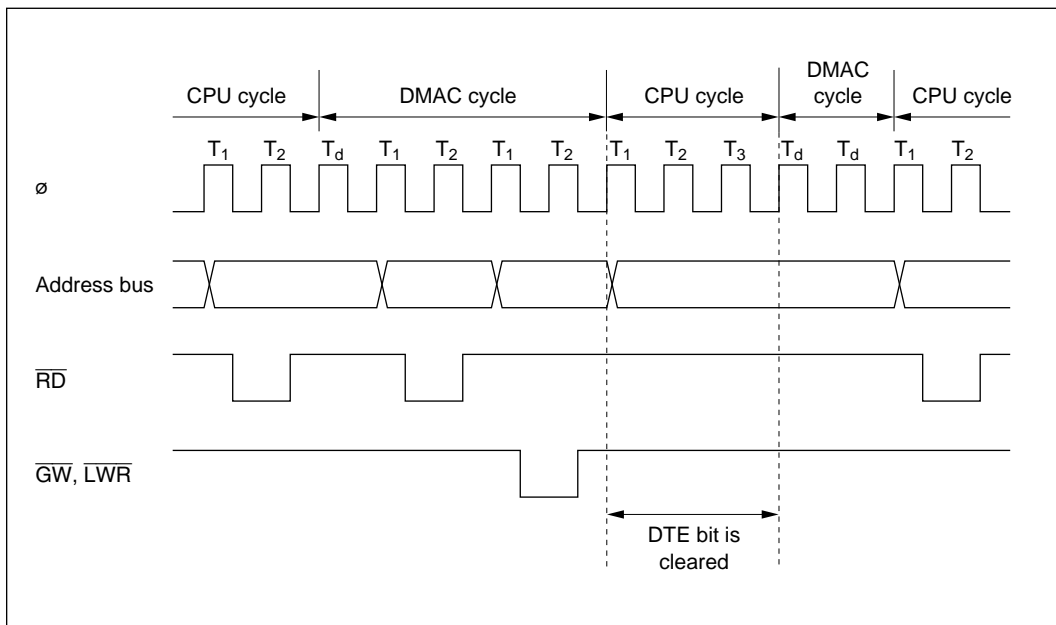 DMAC
cycle
CPU cycle DMAC cycle CPU cycle CPU cycle
T1 T2 Td T1 T2 T1 T2 T1 T2 T3 Td Td T1 T2
ø
Address bus
RD
GW, LWR
DTE bit is
cleared